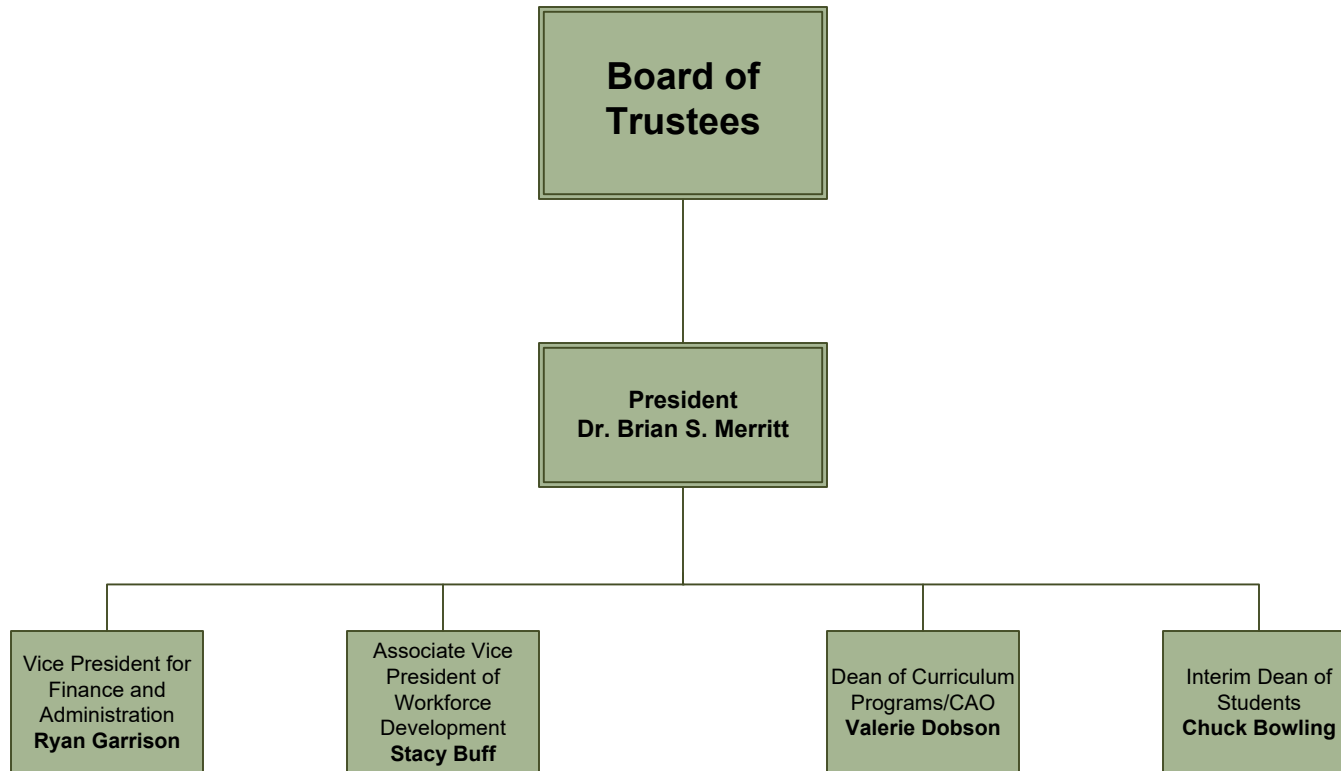 Board of
Trustees
President
Dr. Brian S. Merritt
Vice President for
Finance and
Administration
Ryan Garrison
Associate Vice
President of
Workforce
Development
Stacy Buff
Dean of Curriculum
Programs/CAO
Valerie Dobson
Interim Dean of
Students
Chuck Bowling